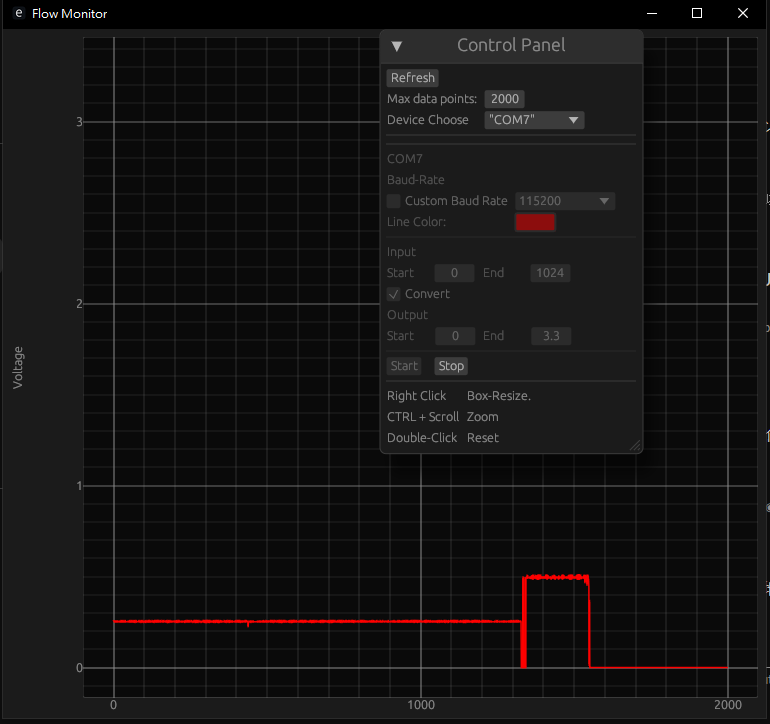 e Flow Monitor
Control Panel
Refresh
Max data points: 2000
Device Choose "COM7"
COM7
Baud-Rate
Custom Baud Rate 115200
Line Color:
Input
Start 0 End 1024
Convert
Output
Start 0 End 3.3
Start Stop
Right Click Box-Resize.
CTRL + Scroll Zoom
Double-Click Reset
Voltage
3
2
1
0
0 1000 2000